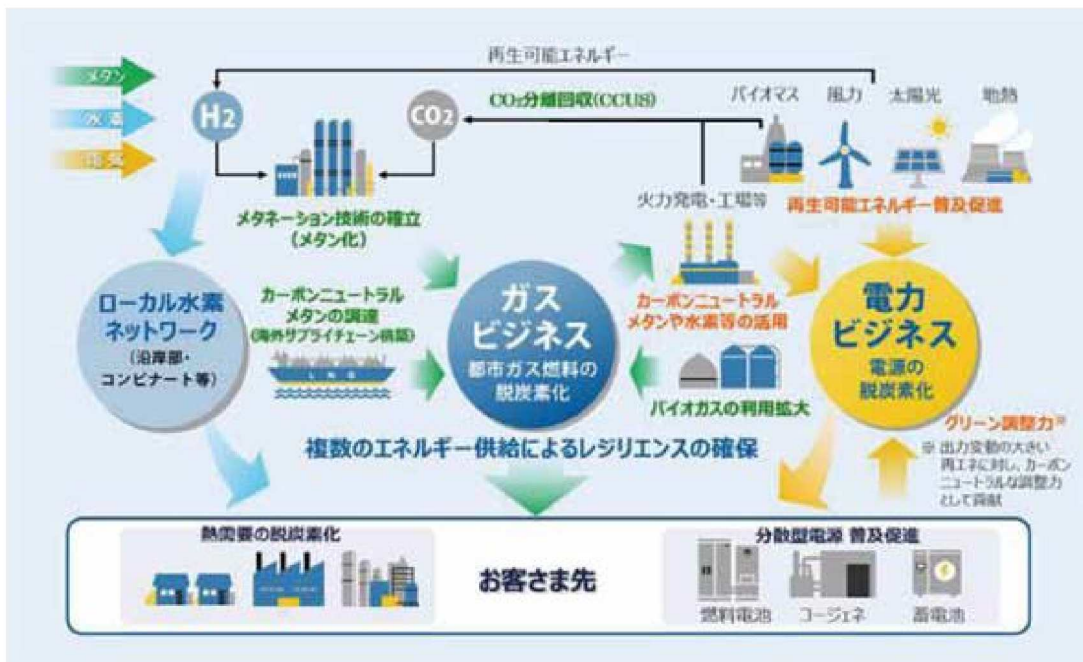 メタン
水素
電気
再生可能エネルギー
H2
CO2分離回収(CCUS)
CO2
バイオマス
風力
太陽光
地熱
メタネーション技術の確立
(メタン化)
火力発電・工場等
再生可能エネルギー普及促進
ローカル水素
ネットワーク
(沿岸部・
コンビナート等)
カーボンニュートラル
メタンの調達
(海外サプライチェーン構築)
LNG
ガス
ビジネス
都市ガス燃料の
脱炭素化
カーボンニュートラル
メタンや水素等の活用
バイオガスの利用拡大
電力
ビジネス
電源の
脱炭素化
グリーン調整力※
※ 出力変動の大きい
再エネに対し、カーボン
ニュートラルな調整力
として貢献
複数のエネルギー供給によるレジリエンスの確保
熱需要の脱炭素化
お客さま先
分散型電源 普及促進
燃料電池
コージェネ
蓄電池